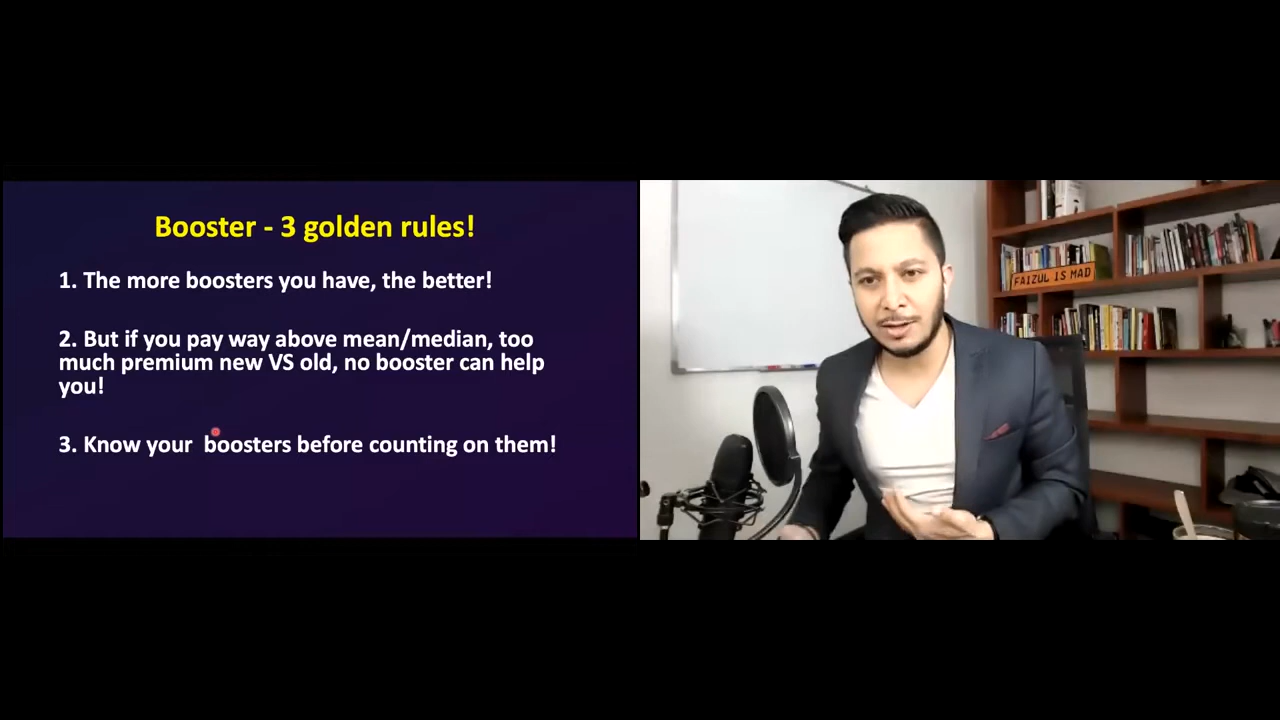 Booster - 3 golden rules!
1. The more boosters you have, the better!
2. But if you pay way above mean/median, too
much premium new VS old, no booster can help
you!
3. Know your  boosters before counting on them!
FAIZUL IS MAD